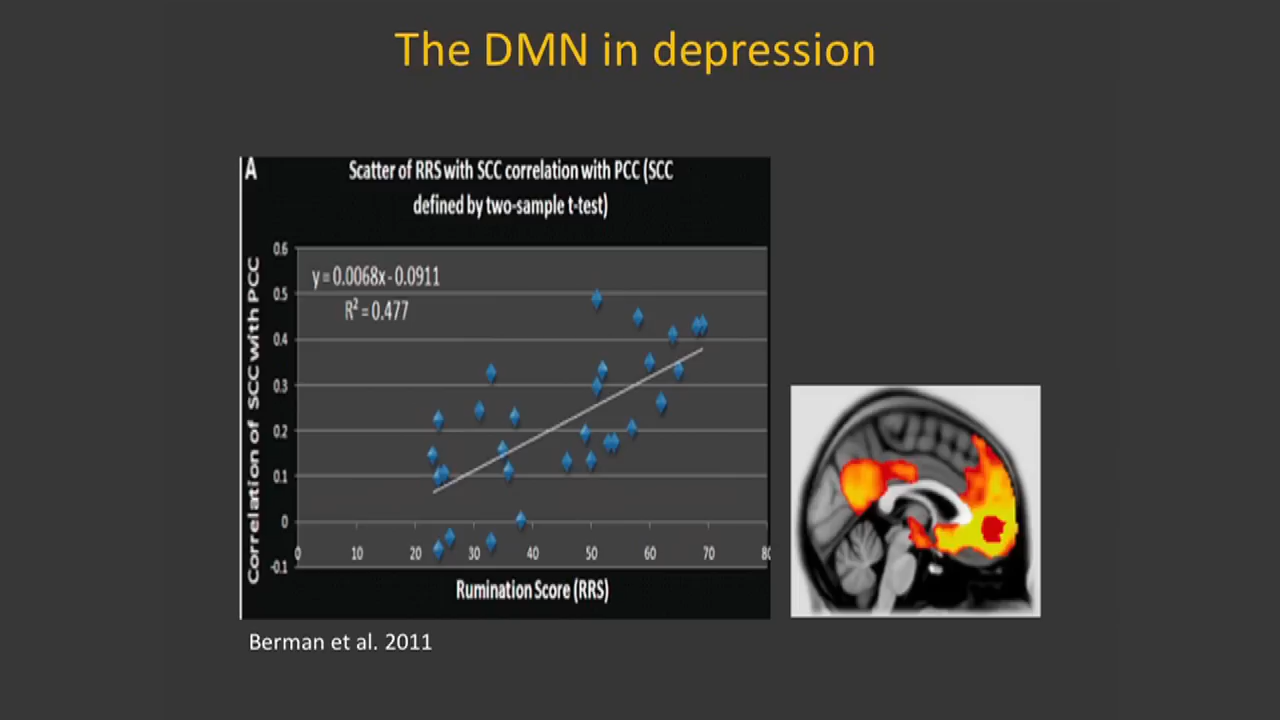 The DMN in depression
A
Scatter of RRS with SCC correlation with PCC (SCC
defined by two-sample t-test)
y = 0.0068x - 0.0911
R² = 0.477
Correlation of SCC with PCC
0.6
0.5
0.4
0.3
0.2
0.1
0
-0.1
0 10 20 30 40 50 60 70 80
Rumination Score (RRS)
Berman et al. 2011